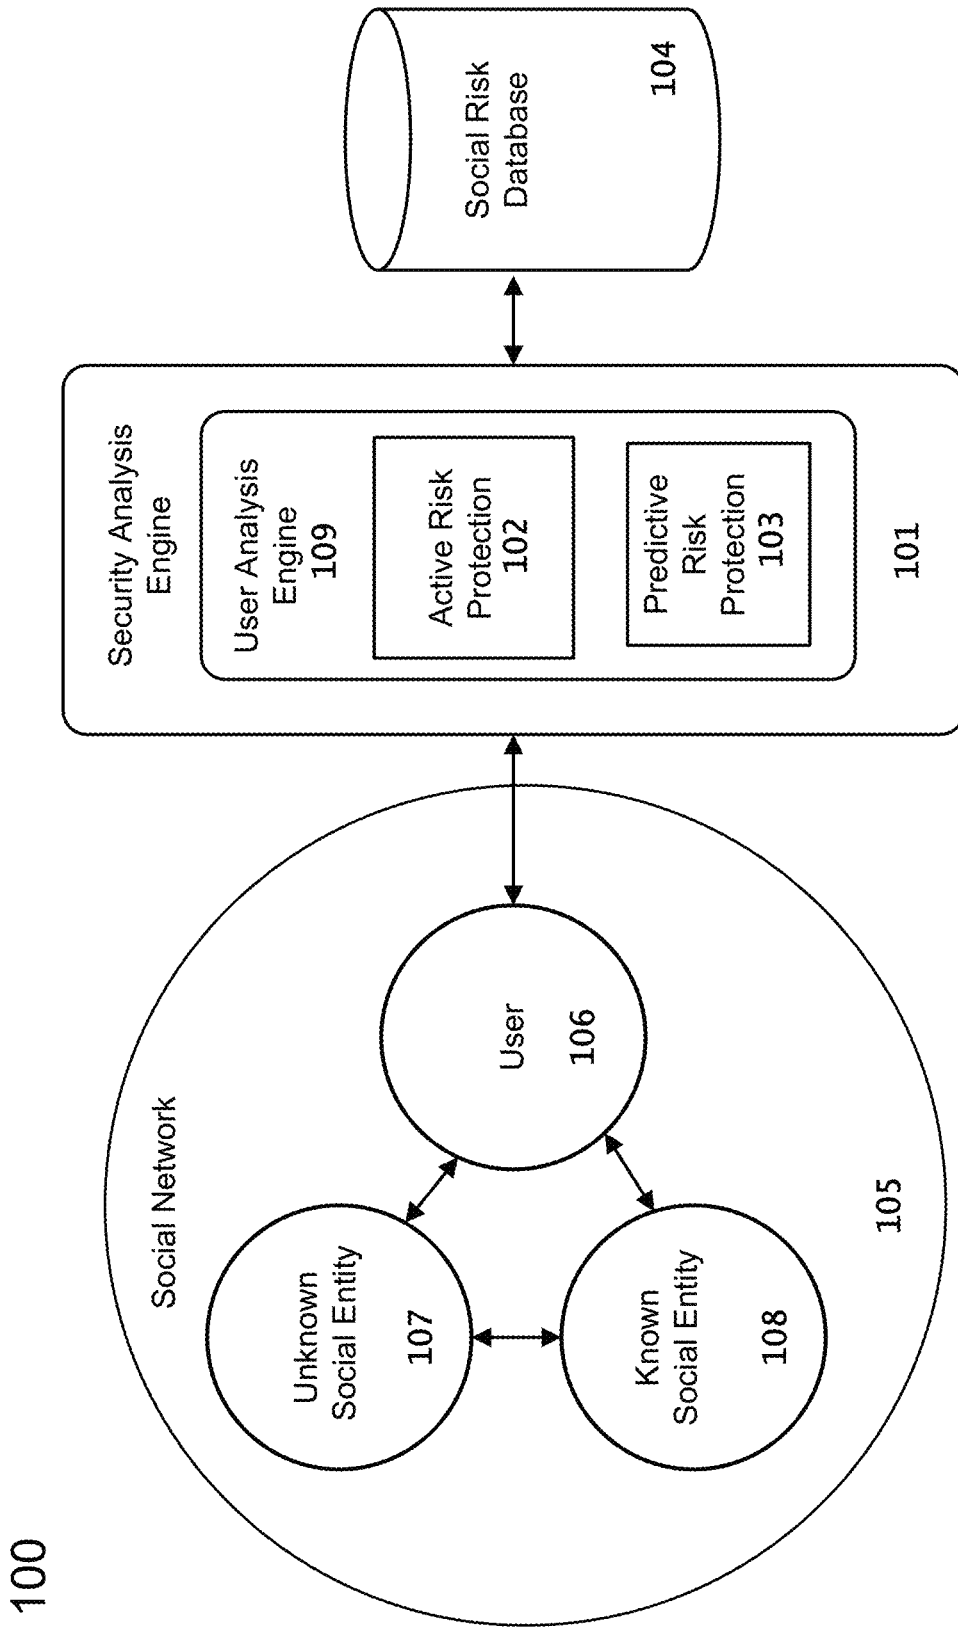 100
Social Network
Unknown
Social Entity
107
Known
Social Entity
108
User
106
105
Security Analysis
Engine
User Analysis
Engine
109
Active Risk
Protection
102
Predictive
Risk
Protection
103
101
Social Risk
Database
104